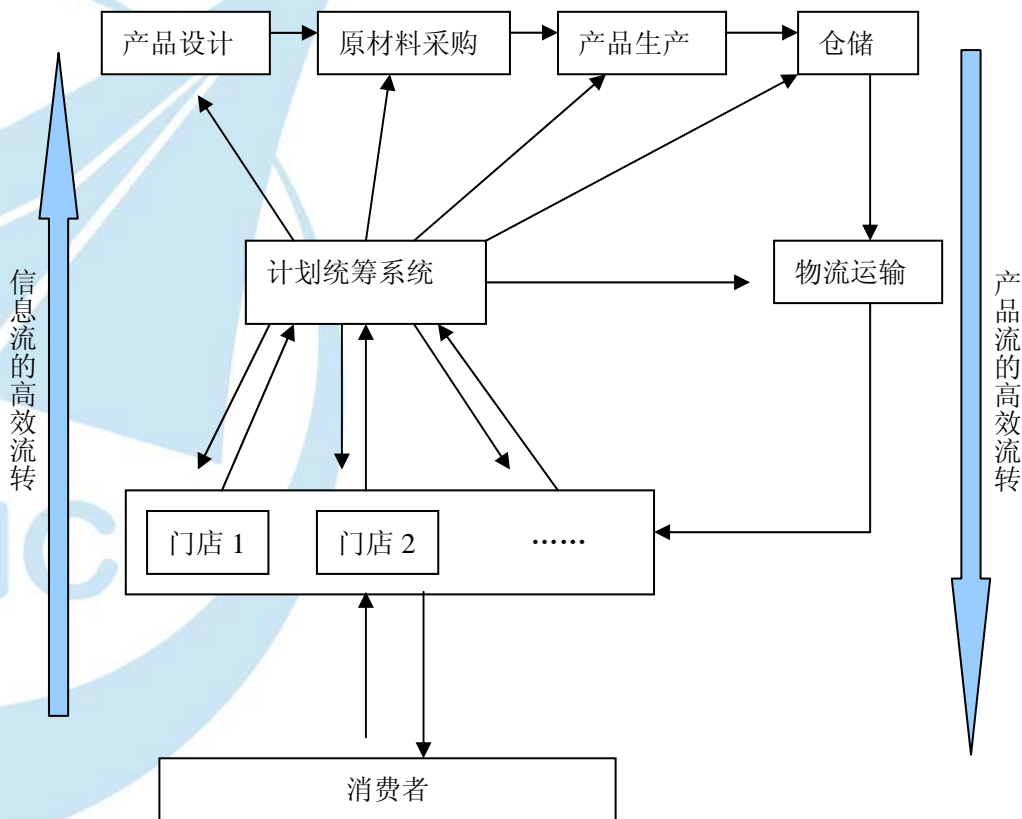 产品设计
原材料采购
产品生产
仓储
计划统筹系统
物流运输
信息流的高效流转
产品流的高效流转
门店 1
门店 2
……
消费者